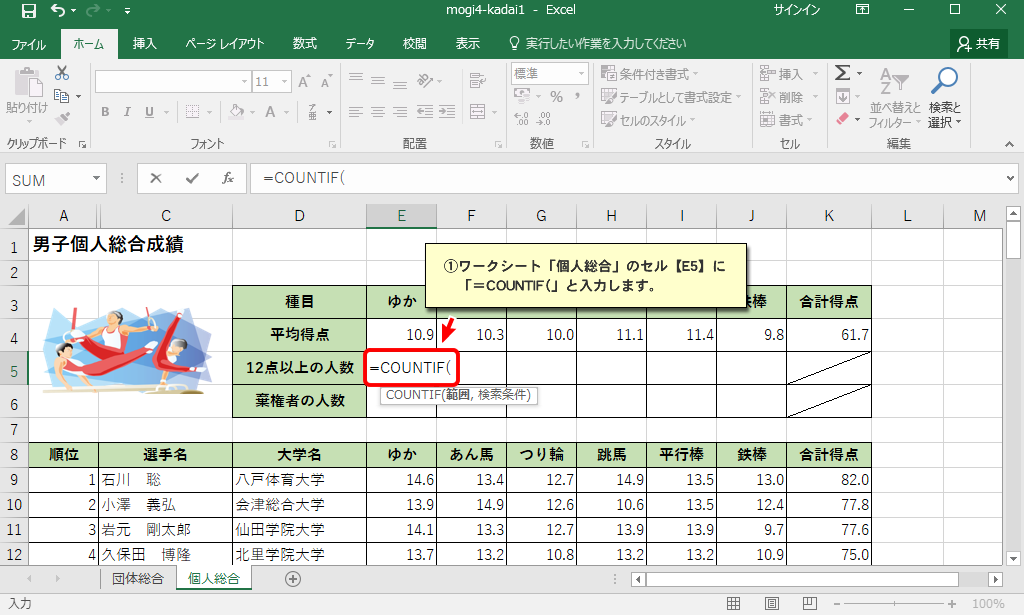 mogi4-kadai1 - Excel
サインイン
ファイル ホーム 挿入 ページ レイアウト 数式 データ 校閲 表示 実行したい作業を入力してください 共有
貼り付け
クリップボード
11
B I U
フォント
配置
標準
数値
条件付き書式
テーブルとして書式設定
セルのスタイル
スタイル
挿入
削除
書式
セル
並べ替えと
フィルター
検索と
選択
編集
SUM =COUNTIF(
A C D E F G H I J K L M
1 男子個人総合成績
2
①ワークシート「個人総合」のセル【E5】に
「＝COUNTIF(」と入力します。
3 種目 ゆか 鉄棒 合計得点
4 平均得点 10.9 10.3 10.0 11.1 11.4 9.8 61.7
5 12点以上の人数 =COUNTIF(
COUNTIF(範囲, 検索条件)
6 棄権者の人数
7
8 順位 選手名 大学名 ゆか あん馬 つり輪 跳馬 平行棒 鉄棒 合計得点
9 1 石川　聡 八戸体育大学 14.6 13.4 12.7 14.9 13.5 13.0 82.0
10 2 小澤　義弘 会津総合大学 13.9 14.9 12.6 10.6 13.5 12.4 77.8
11 3 岩元　剛太郎 仙田学院大学 14.1 13.3 12.7 13.9 13.9 9.7 77.6
12 4 久保田　博隆 北里学院大学 13.7 13.2 10.8 13.2 13.2 10.9 75.0
団体総合 個人総合
入力 100%